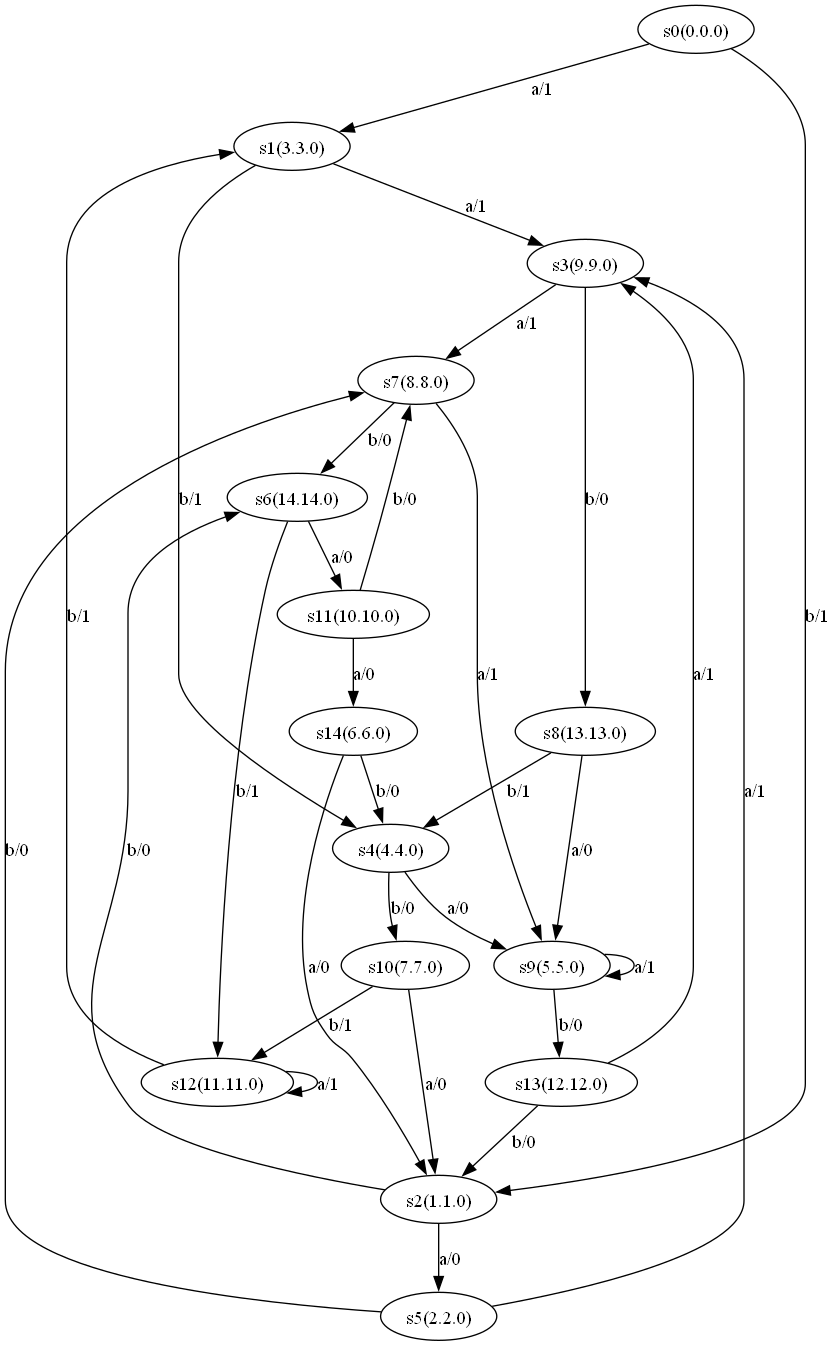 s0(0.0.0)
a/1
s1(3.3.0)
a/1
s3(9.9.0)
a/1
s7(8.8.0)
b/0
s6(14.14.0)
b/1
b/0
b/0
a/0
s11(10.10.0)
b/1
b/1
a/0
a/1
a/1
s14(6.6.0)
s8(13.13.0)
b/1
b/0
b/1
a/1
b/0
b/0
s4(4.4.0)
a/0
b/0
a/0
a/0
s10(7.7.0)
s9(5.5.0)
a/1
b/1
b/0
s12(11.11.0)
a/1
a/0
s13(12.12.0)
b/0
s2(1.1.0)
a/0
s5(2.2.0)